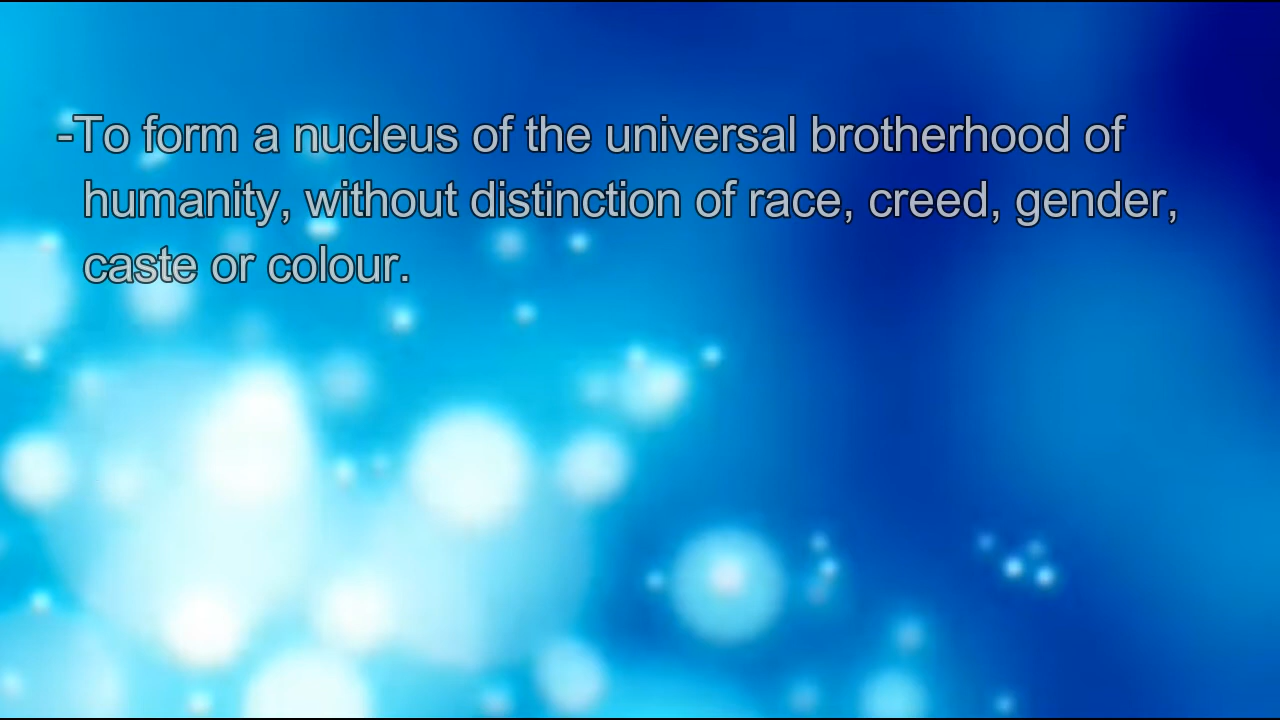 -To form a nucleus of the universal brotherhood of
humanity, without distinction of race, creed, gender,
caste or colour.